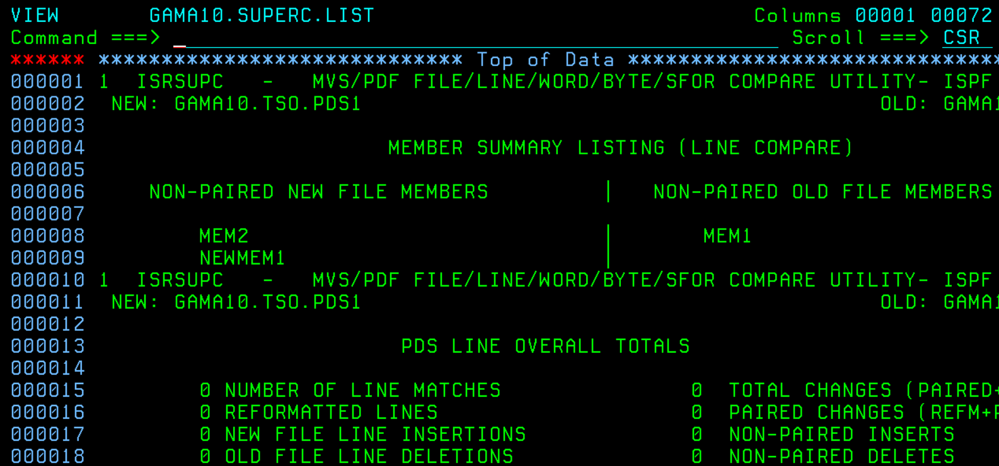 VIEW GAMA10.SUPERC.LIST Columns 00001 00072
Command ===> _ Scroll ===> CSR
****** ***************************** Top of Data ******************************
000001 1 ISRSUPC - MVS/PDF FILE/LINE/WORD/BYTE/SFOR COMPARE UTILITY- ISPF
000002 NEW: GAMA10.TSO.PDS1 OLD: GAMA1
000003
000004 MEMBER SUMMARY LISTING (LINE COMPARE)
000005
000006 NON-PAIRED NEW FILE MEMBERS | NON-PAIRED OLD FILE MEMBERS
000007
000008 MEM2 | MEM1
000009 NEWMEM1 |
000010 1 ISRSUPC - MVS/PDF FILE/LINE/WORD/BYTE/SFOR COMPARE UTILITY- ISPF
000011 NEW: GAMA10.TSO.PDS1 OLD: GAMA1
000012
000013 PDS LINE OVERALL TOTALS
000014
000015 0 NUMBER OF LINE MATCHES 0 TOTAL CHANGES (PAIRED+
000016 0 REFORMATTED LINES 0 PAIRED CHANGES (REFM+P
000017 0 NEW FILE LINE INSERTIONS 0 NON-PAIRED INSERTS
000018 0 OLD FILE LINE DELETIONS 0 NON-PAIRED DELETES